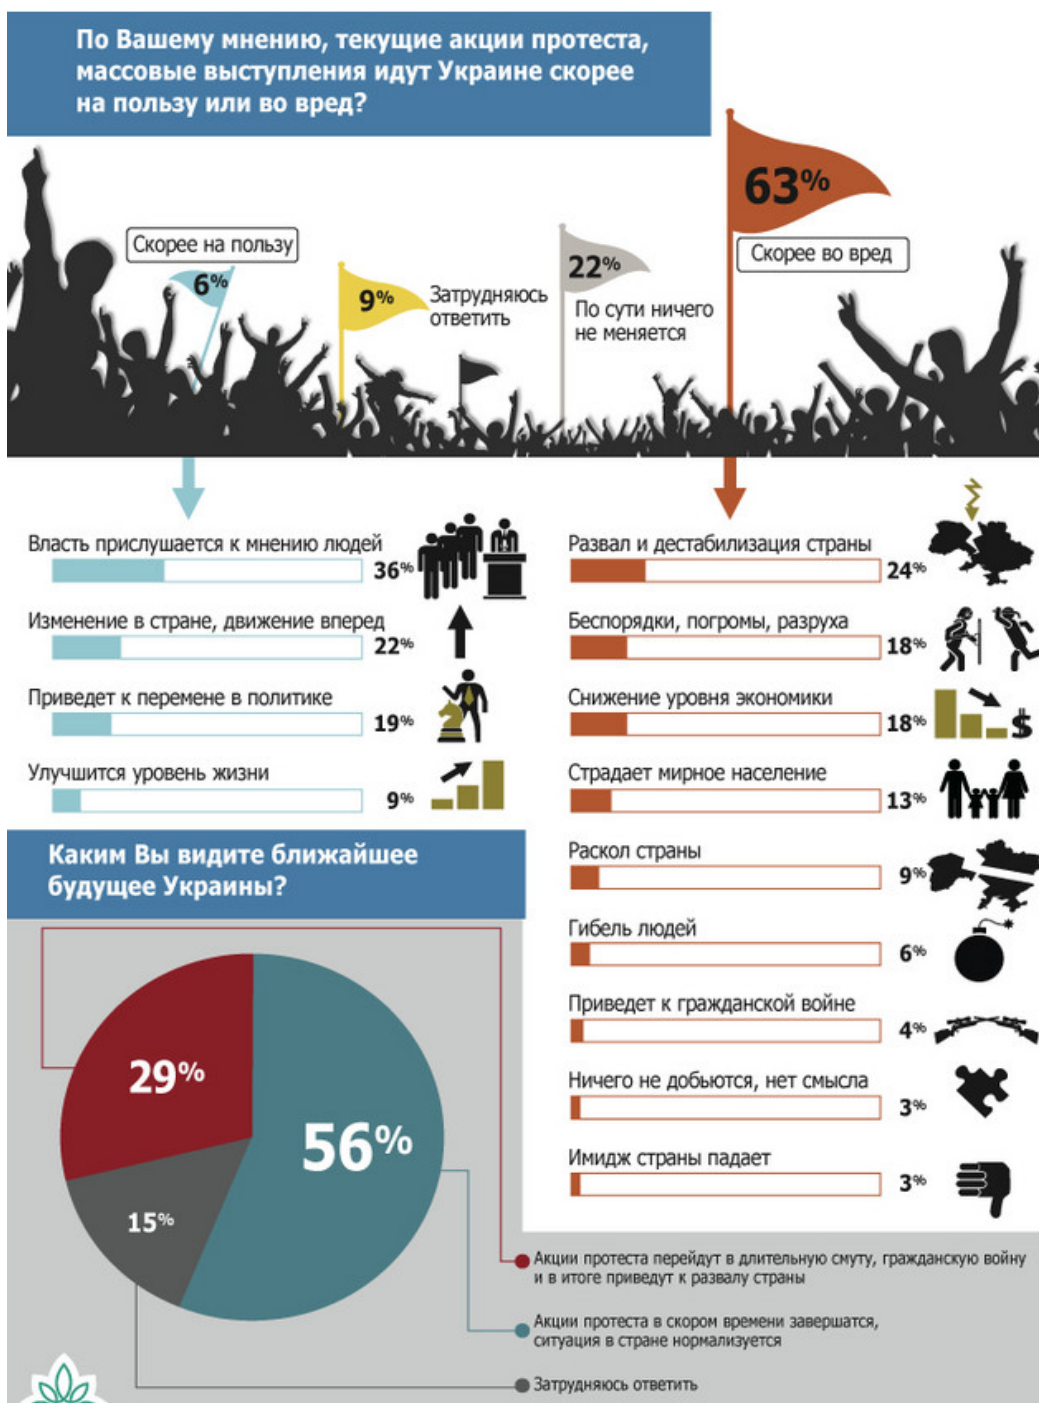 По Вашему мнению, текущие акции протеста,
массовые выступления идут Украине скорее
на пользу или во вред?
63%
Скорее на пользу
Скорее во вред
6%
22%
9%
Затрудняюсь
ответить
По сути ничего
не меняется
Власть прислушается к мнению людей
36%
Изменение в стране, движение вперед
22%
Приведет к перемене в политике
19%
Улучшится уровень жизни
9%
Развал и дестабилизация страны
24%
Беспорядки, погромы, разруха
18%
Снижение уровня экономики
18%
$
Страдает мирное население
13%
Раскол страны
9%
Гибель людей
6%
Приведет к гражданской войне
4%
Ничего не добьются, нет смысла
3%
Имидж страны падает
3%
Каким Вы видите ближайшее
будущее Украины?
29%
56%
15%
Акции протеста перейдут в длительную смуту, гражданскую войну
и в итоге приведут к развалу страны
Акции протеста в скором времени завершатся,
ситуация в стране нормализуется
Затрудняюсь ответить